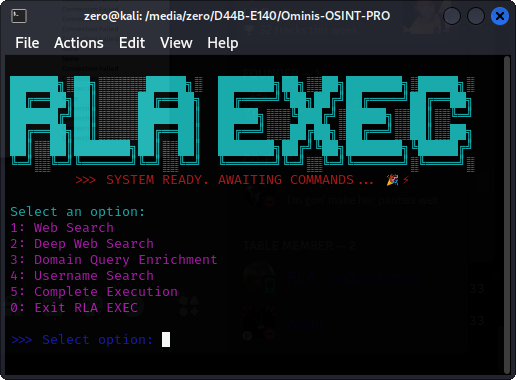 zero@kali: /media/zero/D44B-E140/Ominis-OSINT-PRO
File Actions Edit View Help
RLA EXEC
>>> SYSTEM READY. AWAITING COMMANDS... 🎉⚡
Select an option:
1: Web Search
2: Deep Web Search
3: Domain Query Enrichment
4: Username Search
5: Complete Execution
0: Exit RLA EXEC
>>> Select option: